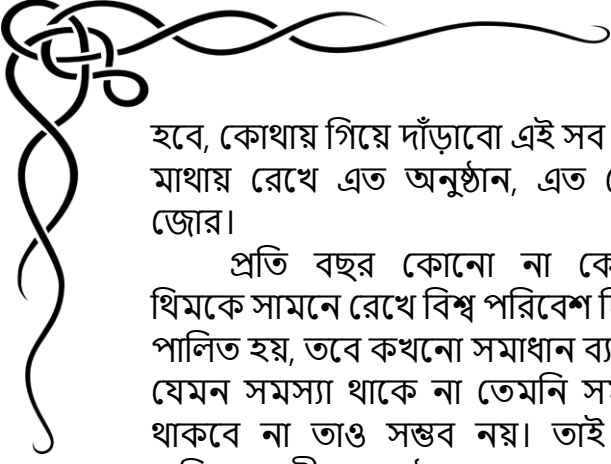 হবে, কোথায় গিয়ে দাঁড়াবো এই সব
মাথায় রেখে এত অনুষ্ঠান, এত
জোর।
প্রতি বছর কোনো না
থিমকে সামনে রেখে বিশ্ব পরিবেশ
পালিত হয়, তবে কখনো সমাধান
যেমন সমস্যা থাকে না তেমনি
থাকবে না তাও সম্ভব নয়। তাই